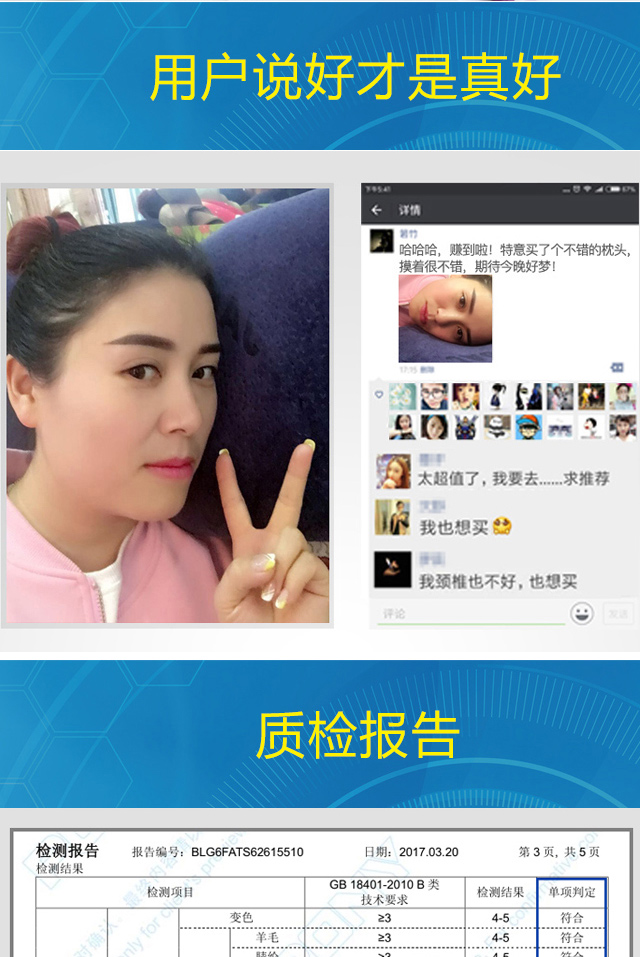 用户说好才是真好
下午5:41
67%
详情
若竹
哈哈哈，赚到啦！特意买了个不错的枕头，
摸着很不错，期待今晚好梦！
17:15 删除
太超值了，我要去......求推荐
我也想买
我颈椎也不好，也想买
评论
发送
质检报告
检测报告 报告编号：BLG6FATS62615510 日期：2017.03.20 第 3 页, 共 5 页
检测结果
检测项目 GB 18401-2010 B 类 检测结果 单项判定
技术要求
变色 ≥3 4-5 符合
羊毛 ≥3 4-5 符合
腈纶 ≥3 4-5 符合